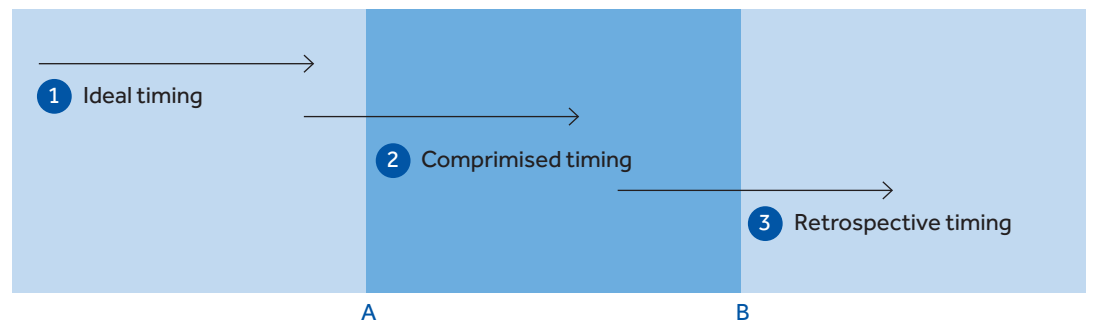 1 Ideal timing
2 Comprimised timing
3 Retrospective timing
A B